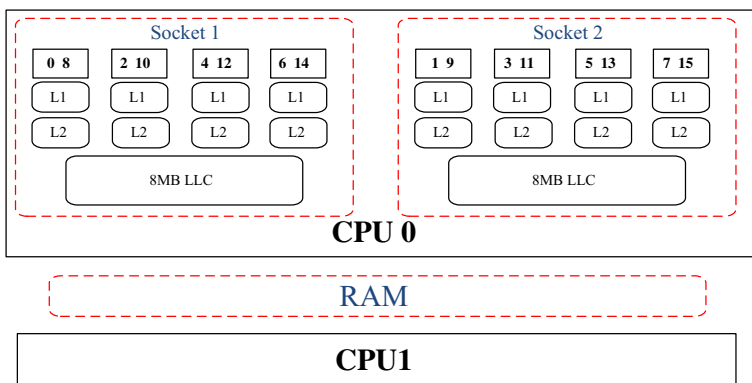 Socket 1
Socket 2
0 8
2 10
4 12
6 14
1 9
3 11
5 13
7 15
L1
L1
L1
L1
L1
L1
L1
L1
L2
L2
L2
L2
L2
L2
L2
L2
8MB LLC
8MB LLC
CPU 0
RAM
CPU1